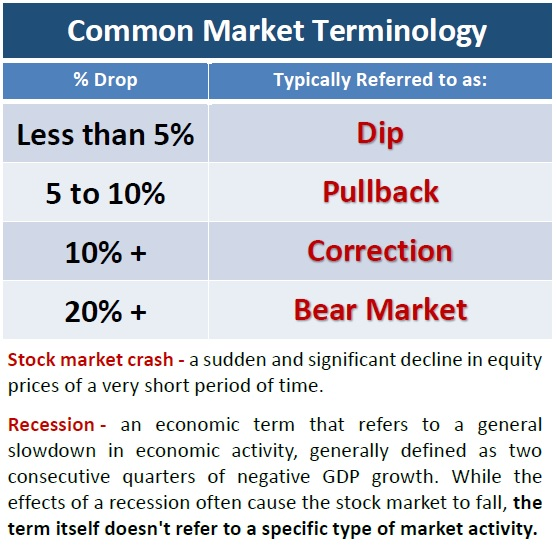 Common Market Terminology
% Drop Typically Referred to as:
Less than 5% Dip
5 to 10% Pullback
10% + Correction
20% + Bear Market
Stock market crash - a sudden and significant decline in equity
prices of a very short period of time.
Recession - an economic term that refers to a general
slowdown in economic activity, generally defined as two
consecutive quarters of negative GDP growth. While the
effects of a recession often cause the stock market to fall, the
term itself doesn't refer to a specific type of market activity.